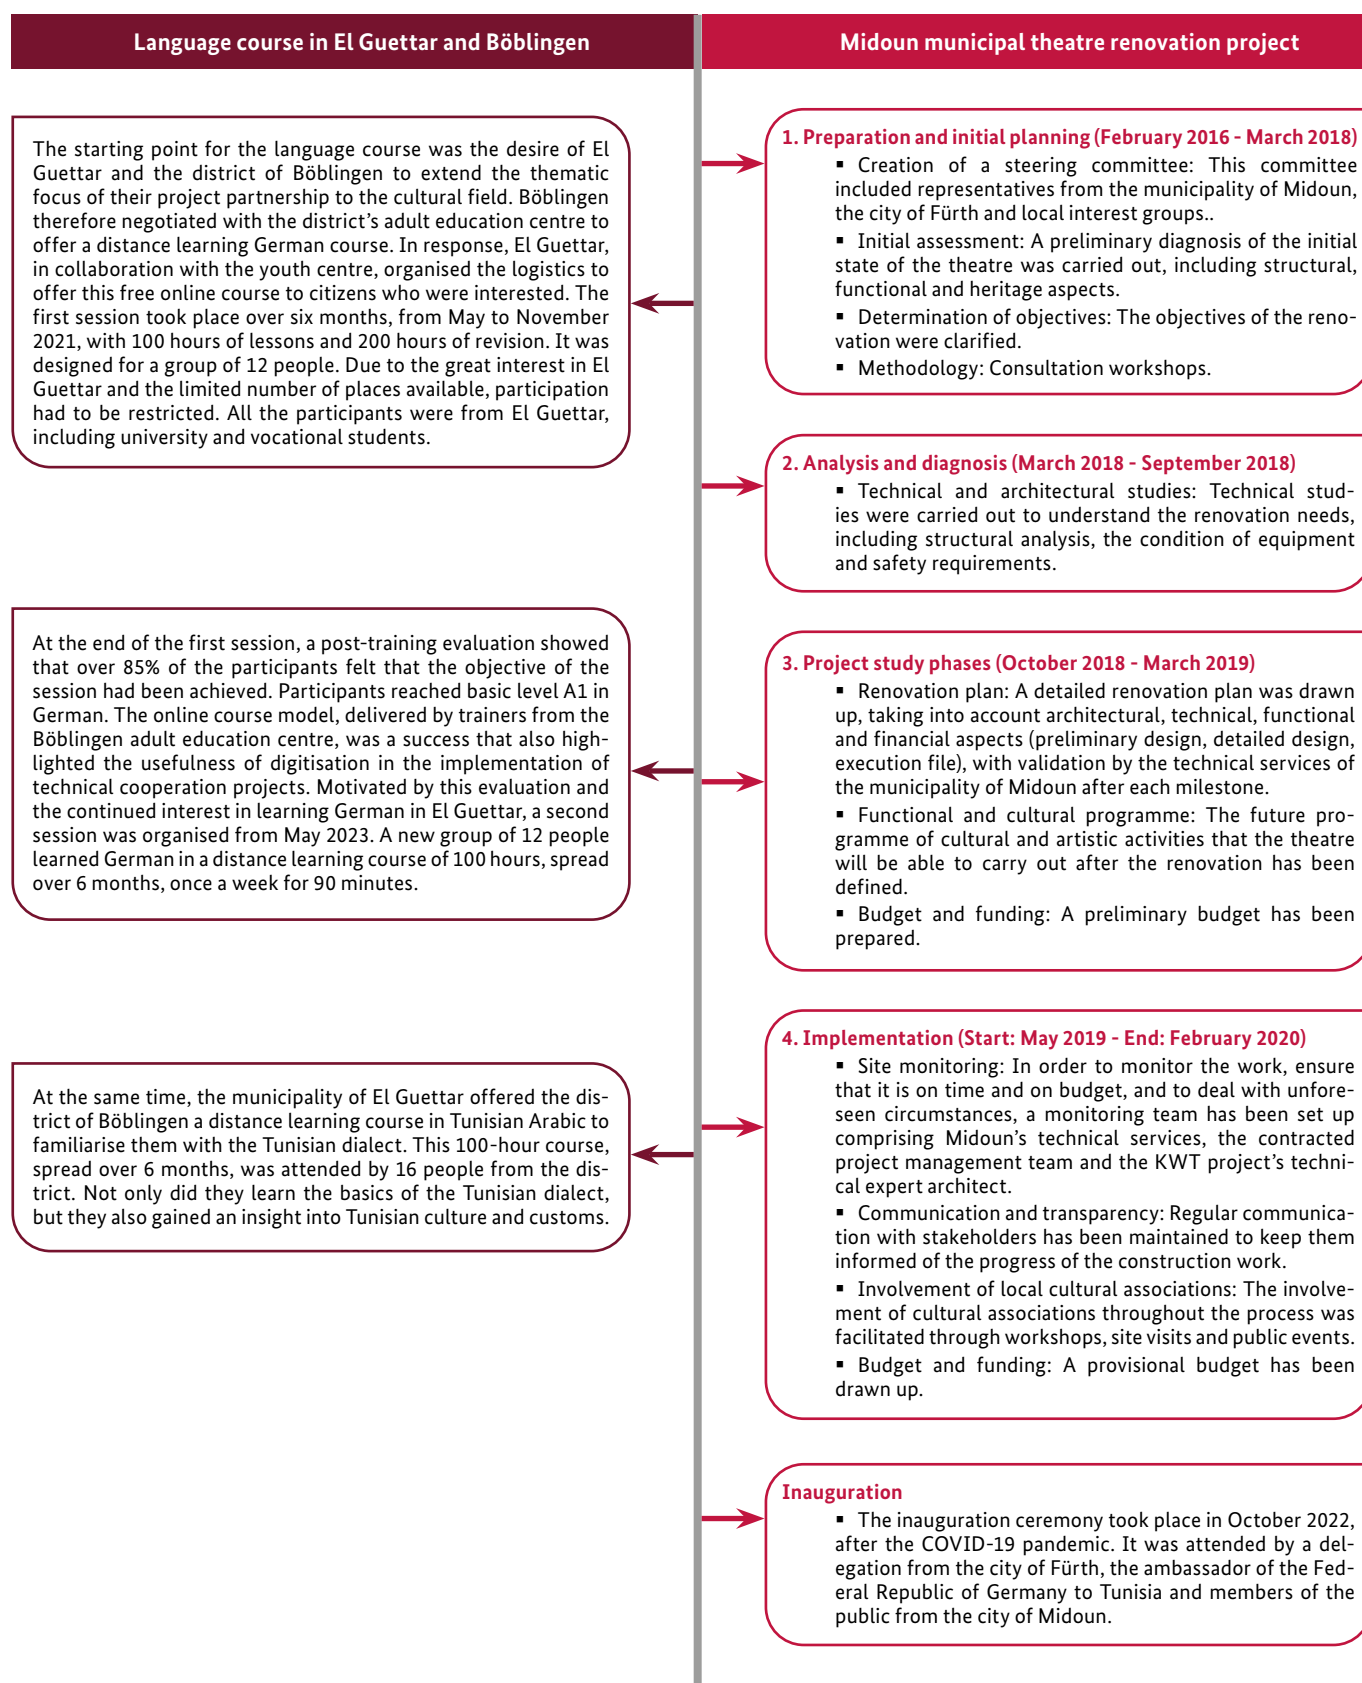 Language course in El Guettar and Böblingen
The starting point for the language course was the desire of El
Guettar and the district of Böblingen to extend the thematic
focus of their project partnership to the cultural field. Böblingen
therefore negotiated with the district's adult education centre to
offer a distance learning German course. In response, El Guettar,
in collaboration with the youth centre, organised the logistics to
offer this free online course to citizens who were interested. The
first session took place over six months, from May to November
2021, with 100 hours of lessons and 200 hours of revision. It was
designed for a group of 12 people. Due to the great interest in El
Guettar and the limited number of places available, participation
had to be restricted. All the participants were from El Guettar,
including university and vocational students.
At the end of the first session, a post-training evaluation showed
that over 85% of the participants felt that the objective of the
session had been achieved. Participants reached basic level A1 in
German. The online course model, delivered by trainers from the
Böblingen adult education centre, was a success that also high-
lighted the usefulness of digitisation in the implementation of
technical cooperation projects. Motivated by this evaluation and
the continued interest in learning German in El Guettar, a second
session was organised from May 2023. A new group of 12 people
learned German in a distance learning course of 100 hours, spread
over 6 months, once a week for 90 minutes.
At the same time, the municipality of El Guettar offered the dis-
trict of Böblingen a distance learning course in Tunisian Arabic to
familiarise them with the Tunisian dialect. This 100-hour course,
spread over 6 months, was attended by 16 people from the dis-
trict. Not only did they learn the basics of the Tunisian dialect,
but they also gained an insight into Tunisian culture and customs.
Midoun municipal theatre renovation project
1. Preparation and initial planning (February 2016 - March 2018)
▪ Creation of a steering committee: This committee
included representatives from the municipality of Midoun,
the city of Fürth and local interest groups..
▪ Initial assessment: A preliminary diagnosis of the initial
state of the theatre was carried out, including structural,
functional and heritage aspects.
▪ Determination of objectives: The objectives of the reno-
vation were clarified.
▪ Methodology: Consultation workshops.
2. Analysis and diagnosis (March 2018 - September 2018)
▪ Technical and architectural studies: Technical stud-
ies were carried out to understand the renovation needs,
including structural analysis, the condition of equipment
and safety requirements.
3. Project study phases (October 2018 - March 2019)
▪ Renovation plan: A detailed renovation plan was drawn
up, taking into account architectural, technical, functional
and financial aspects (preliminary design, detailed design,
execution file), with validation by the technical services of
the municipality of Midoun after each milestone.
▪ Functional and cultural programme: The future pro-
gramme of cultural and artistic activities that the theatre
will be able to carry out after the renovation has been
defined.
▪ Budget and funding: A preliminary budget has been
prepared.
4. Implementation (Start: May 2019 - End: February 2020)
▪ Site monitoring: In order to monitor the work, ensure
that it is on time and on budget, and to deal with unfore-
seen circumstances, a monitoring team has been set up
comprising Midoun's technical services, the contracted
project management team and the KWT project's techni-
cal expert architect.
▪ Communication and transparency: Regular communica-
tion with stakeholders has been maintained to keep them
informed of the progress of the construction work.
▪ Involvement of local cultural associations: The involve-
ment of cultural associations throughout the process was
facilitated through workshops, site visits and public events.
▪ Budget and funding: A provisional budget has been
drawn up.
Inauguration
▪ The inauguration ceremony took place in October 2022,
after the COVID-19 pandemic. It was attended by a del-
egation from the city of Fürth, the ambassador of the Fed-
eral Republic of Germany to Tunisia and members of the
public from the city of Midoun.